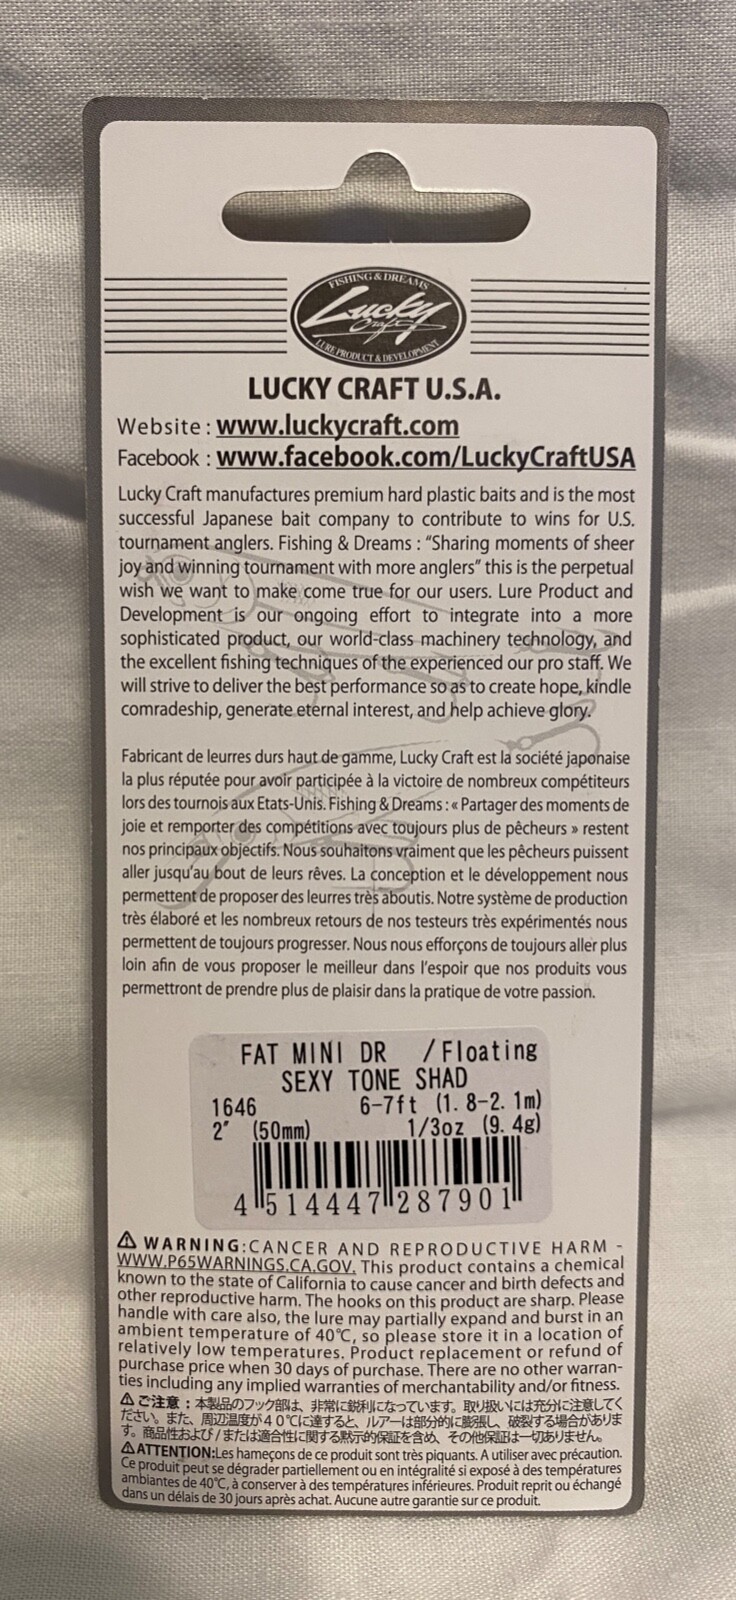 FISHING & DREAMS
Lucky
Craft
LURE PRODUCT & DEVELOPMENT
LUCKY CRAFT U.S.A.
Website : www.luckycraft.com
Facebook : www.facebook.com/LuckyCraftUSA
Lucky Craft manufactures premium hard plastic baits and is the most
successful Japanese bait company to contribute to wins for U.S.
tournament anglers. Fishing & Dreams : “Sharing moments of sheer
joy and winning tournament with more anglers” this is the perpetual
wish we want to make come true for our users. Lure Product and
Development is our ongoing effort to integrate into a more
sophisticated product, our world-class machinery technology, and
the excellent fishing techniques of the experienced our pro staff. We
will strive to deliver the best performance so as to create hope, kindle
comradeship, generate eternal interest, and help achieve glory.
Fabricant de leurres durs haut de gamme, Lucky Craft est la société japonaise
la plus réputée pour avoir participée à la victoire de nombreux compétiteurs
lors des tournois aux Etats-Unis. Fishing & Dreams : « Partager des moments de
joie et remporter des compétitions avec toujours plus de pêcheurs » restent
nos principaux objectifs. Nous souhaitons vraiment que les pêcheurs puissent
aller jusqu'au bout de leurs rêves. La conception et le développement nous
permettent de proposer des leurres très aboutis. Notre système de production
très élaboré et les nombreux retours de nos testeurs très expérimentés nous
permettent de toujours progresser. Nous nous efforçons de toujours aller plus
loin afin de vous proposer le meilleur dans l'espoir que nos produits vous
permettront de prendre plus de plaisir dans la pratique de votre passion.
FAT MINI DR /Floating
SEXY TONE SHAD
1646 6-7ft (1.8-2.1m)
2" (50mm) 1/3oz (9.4g)
4 514447 287901
⚠ WARNING:CANCER AND REPRODUCTIVE HARM -
WWW.P65WARNINGS.CA.GOV. This product contains a chemical
known to the state of California to cause cancer and birth defects and
other reproductive harm. The hooks on this product are sharp. Please
handle with care also, the lure may partially expand and burst in an
ambient temperature of 40℃, so please store it in a location of
relatively low temperatures. Product replacement or refund of
purchase price when 30 days of purchase. There are no other warran-
ties including any implied warranties of merchantability and/or fitness.
⚠ご注意：本製品のフック部は、非常に鋭利になっています。取り扱いには充分に注意してく
ださい。また、周辺温度が４０℃に達すると、ルアーは部分的に膨張し、破裂する場合がありま
す。商品性および/または適合性に関する黙示的保証を含め、その他保証は一切ありません。
⚠ATTENTION:Les hameçons de ce produit sont très piquants. A utiliser avec précaution.
Ce produit peut se dégrader partiellement ou en intégralité si exposé à des températures
ambiantes de 40℃, à conserver à des températures inférieures. Produit reprit ou échangé
dans un délais de 30 jours après achat. Aucune autre garantie sur ce produit.